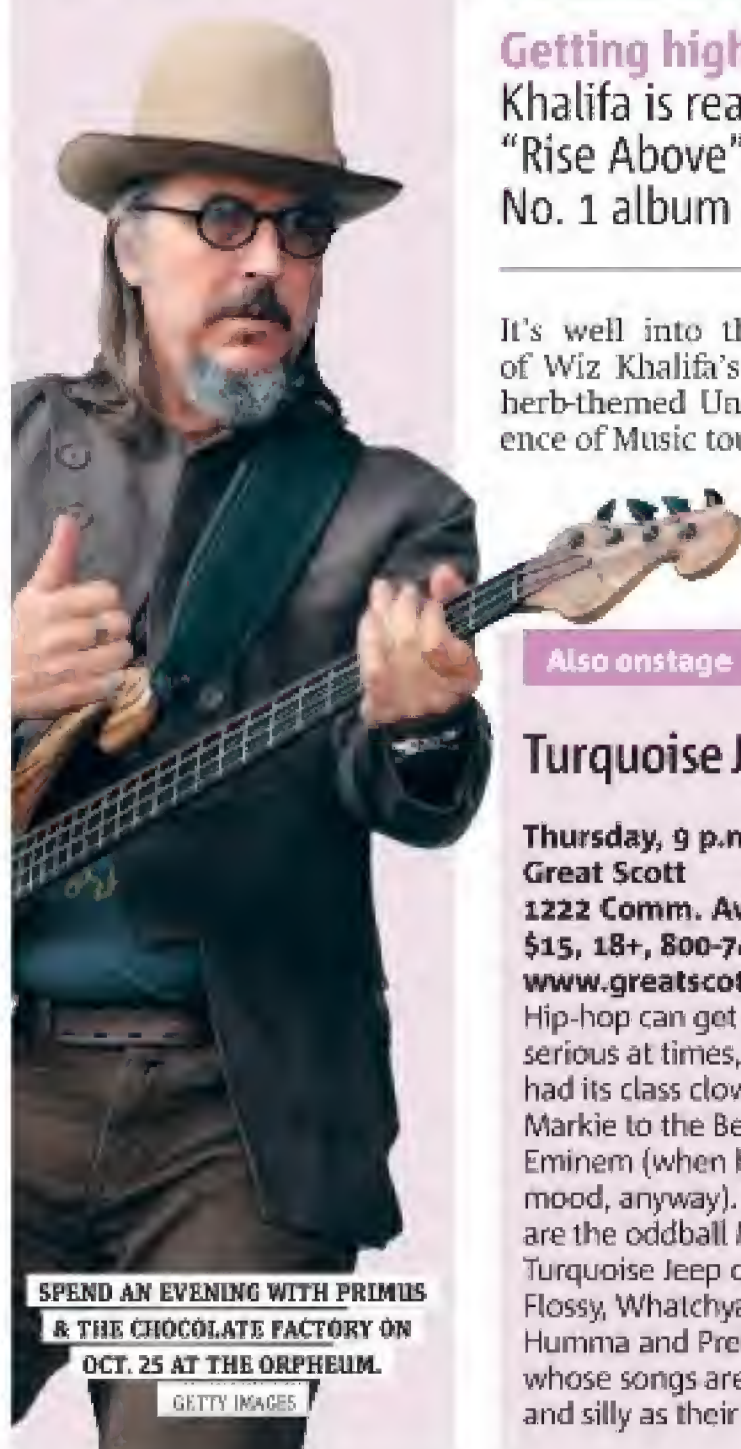 Getting high
Khalifa is rea
"Rise Above"
No. 1 album
It's well into th
of Wiz Khalifa's
herb-themed Un
ence of Music tou
Also onstage
Turquoise J
Thursday, 9 p.m
Great Scott
1222 Comm. Av
$15, 18+, 800-74
www.greatscot
Hip-hop can get
serious at times,
had its class clow
Markie to the Be
Eminem (when h
mood, anyway).
are the oddball
Turquoise Jeep c
Flossy, Whatchya
Humma and Pre
whose songs are
and silly as their
SPEND AN EVENING WITH PRIMUS
& THE CHOCOLATE FACTORY ON
OCT. 25 AT THE ORPHEUM.
GETTY IMAGES